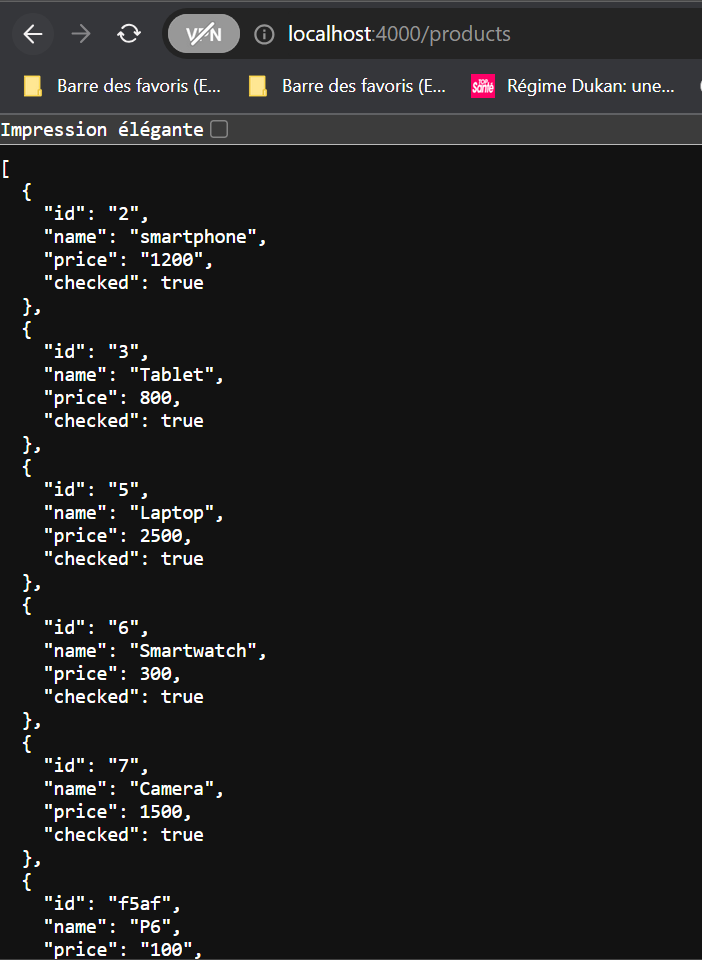 VPN localhost:4000/products
Barre des favoris (E... Barre des favoris (E... Santé Régime Dukan: une...
Impression élégante
[
  {
    "id": "2",
    "name": "smartphone",
    "price": "1200",
    "checked": true
  },
  {
    "id": "3",
    "name": "Tablet",
    "price": 800,
    "checked": true
  },
  {
    "id": "5",
    "name": "Laptop",
    "price": 2500,
    "checked": true
  },
  {
    "id": "6",
    "name": "Smartwatch",
    "price": 300,
    "checked": true
  },
  {
    "id": "7",
    "name": "Camera",
    "price": 1500,
    "checked": true
  },
  {
    "id": "f5af",
    "name": "P6",
    "price": "100",